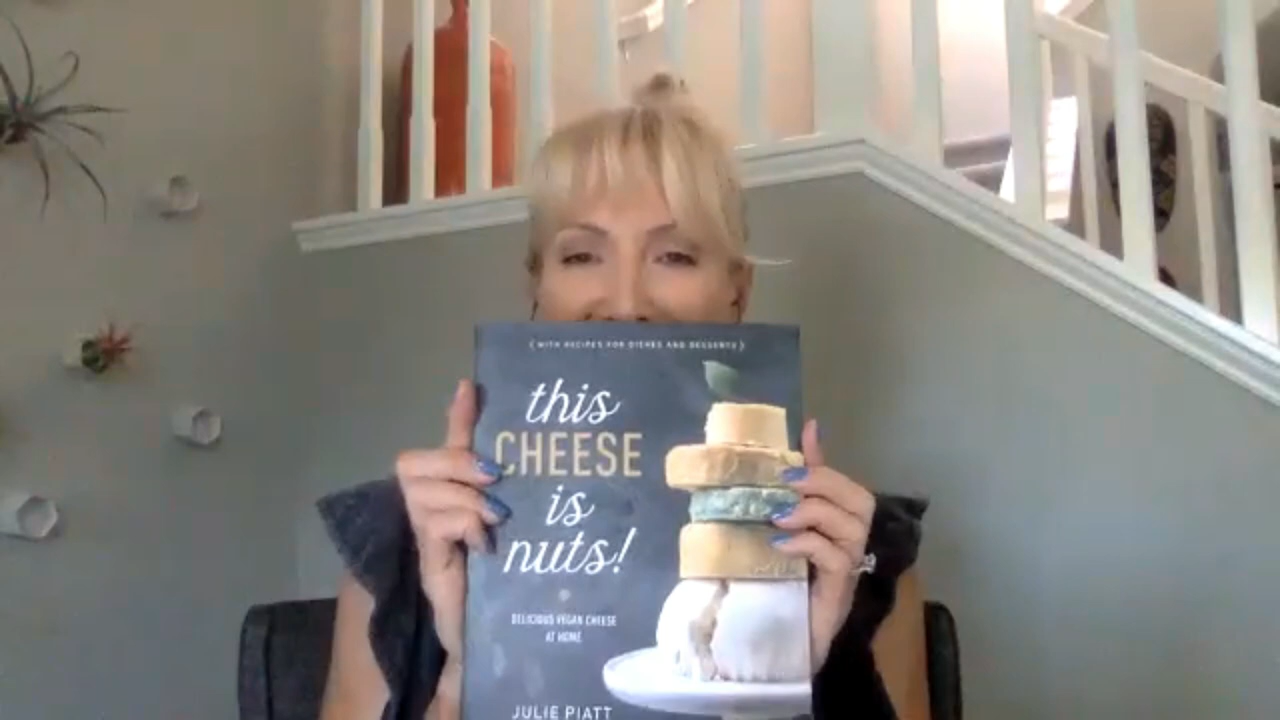 {WITH RECIPES FOR DISHES AND DESSERTS}
this
CHEESE
is
nuts!
DELICIOUS VEGAN CHEESE
AT HOME
JULIE PIATT